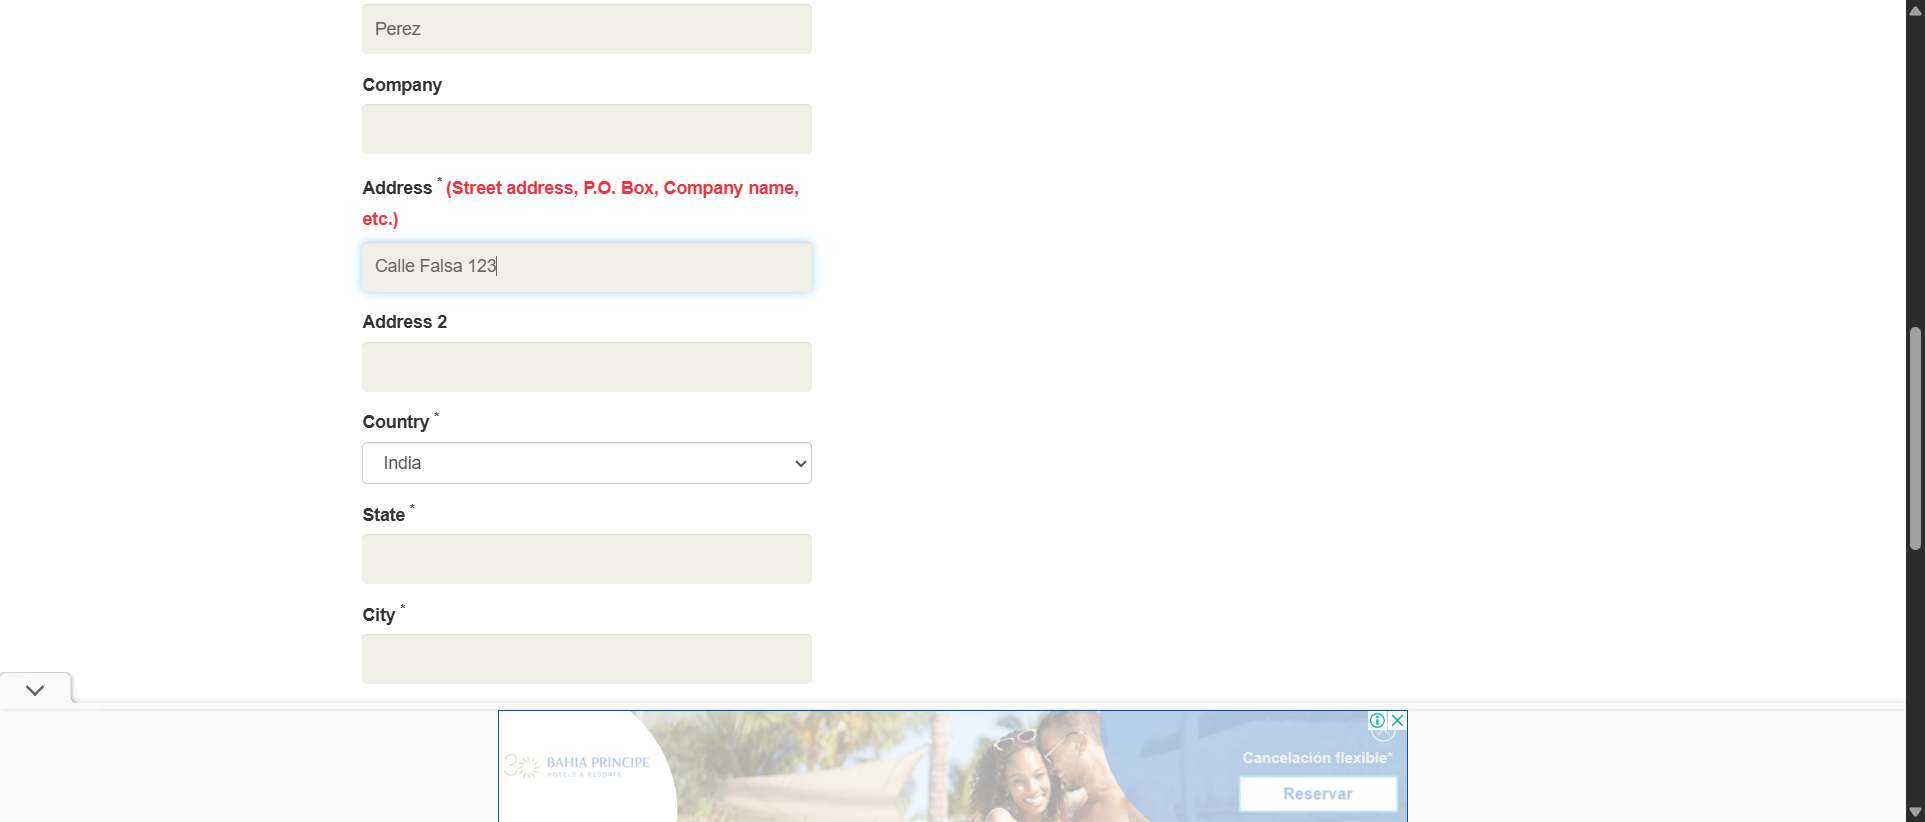 Perez
Company
Address * (Street address, P.O. Box, Company name,
etc.)
Calle Falsa 123
Address 2
Country *
India
State *
City *
30 BAHIA PRINCIPE
HOTELS & RESORTS
Cancelación flexible*
Reservar